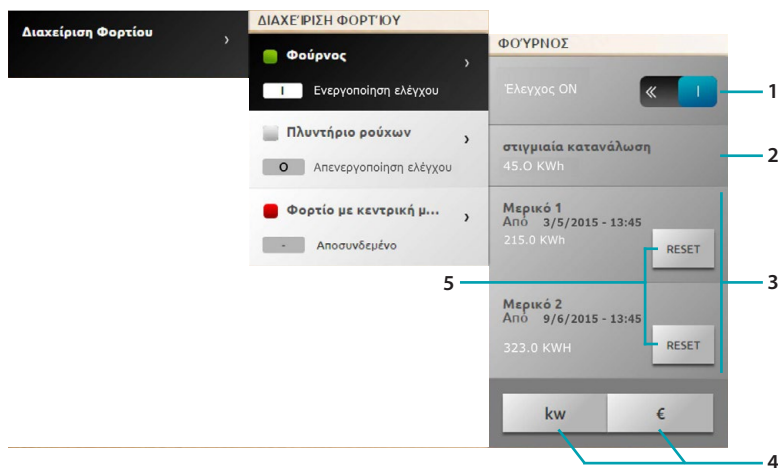 Διαχείριση Φορτίου
ΔΙΑΧΕΊΡΙΣΗ ΦΟΡΤΊΟΥ
Φούρνος
I Ενεργοποίηση ελέγχου
Πλυντήριο ρούχων
O Απενεργοποίηση ελέγχου
Φορτίο με κεντρική μ...
- Αποσυνδεμένο
ΦΟΎΡΝΟΣ
Έλεγχος ON
« I
1
στιγμιαία κατανάλωση
45.0 KWh
2
Μερικό 1
Από 3/5/2015 - 13:45
215.0 KWh
RESET
5
3
Μερικό 2
Από 9/6/2015 - 13:45
323.0 KWH
RESET
kw
€
4